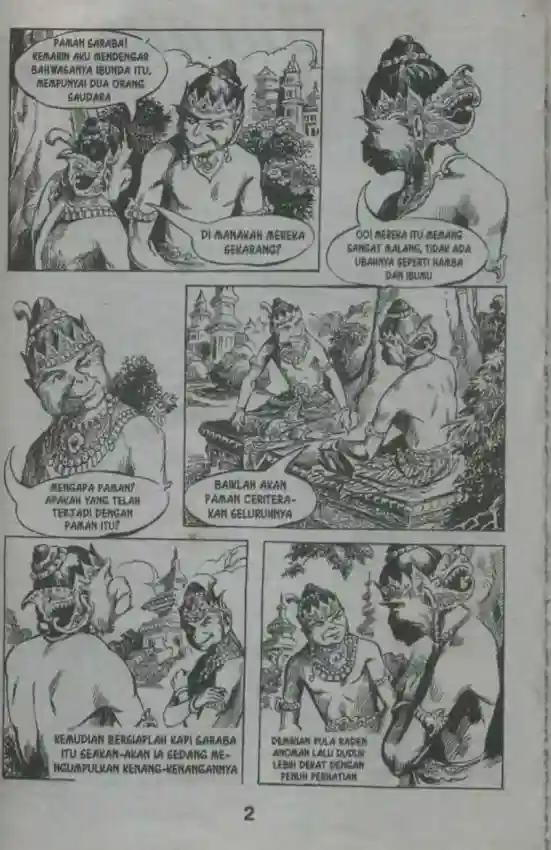 PAMAN SARABA!
KEMARIN AKU MENDENGAR
BAHWASANYA IBUNDA ITU,
MEMPUNYAI DUA ORANG
SAUDARA
DI MANAKAH MEREKA
SEKARANG?
OO! MEREKA ITU MEMANG
SANGAT MALANG, TIDAK ADA
UBAHNYA SEPERTI HAMBA
DAN IBUMU
MENGAPA PAMAN?
APAKAH YANG TELAH
TERJADI DENGAN
PAMAN ITU?
BAIKLAH AKAN
PAMAN CERITERA-
KAN SELURUHNYA
KEMUDIAN BERSIAPLAH KAPI SARABA
ITU SEAKAN-AKAN IA SEDANG ME-
NGUMPULKAN KENANG-KENANGANNYA
DEMIKIAN PULA RADEN
ANOMAN LALU DUDUK
LEBIH DEKAT DENGAN
PENUH PERHATIAN
2